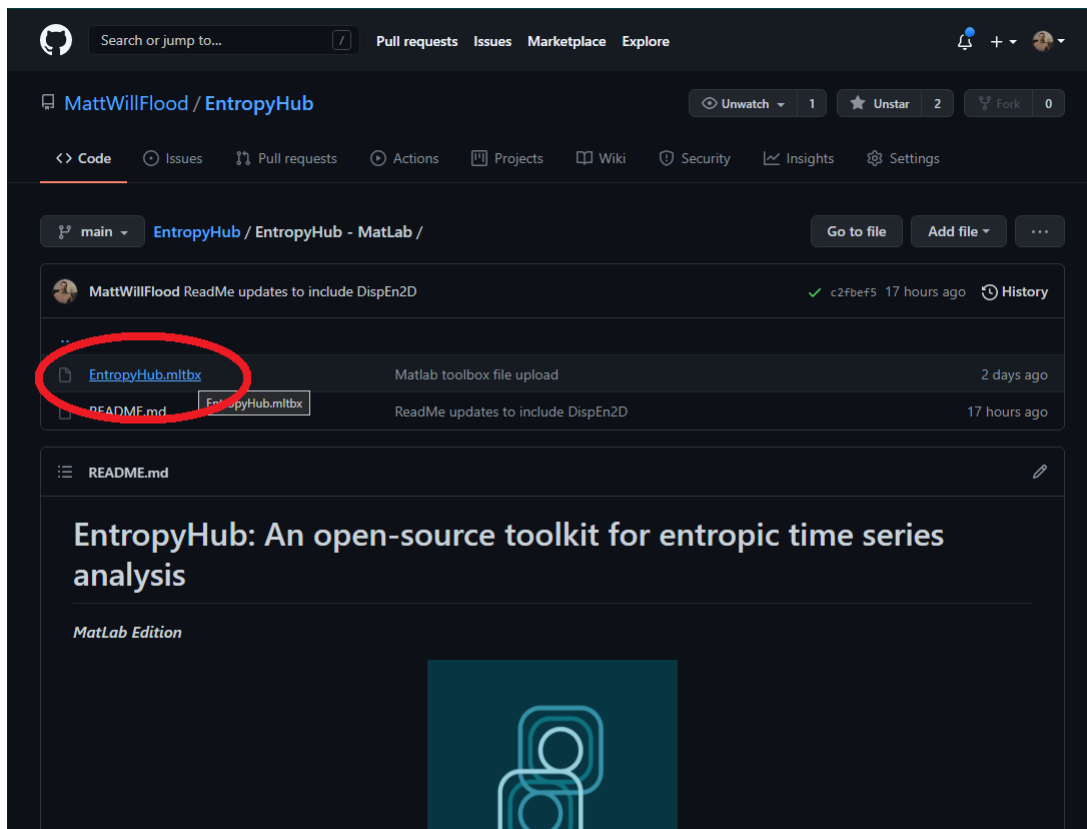 Search or jump to... / Pull requests Issues Marketplace Explore
MattWillFlood / EntropyHub Unwatch 1 Unstar 2 Fork 0
Code Issues Pull requests Actions Projects Wiki Security Insights Settings
main EntropyHub / EntropyHub - MatLab / Go to file Add file ...
MattWillFlood ReadMe updates to include DispEn2D c2fbef5 17 hours ago History
..
EntropyHub.mltbx Matlab toolbox file upload 2 days ago
README.md EntropyHub.mltbx ReadMe updates to include DispEn2D 17 hours ago
README.md
EntropyHub: An open-source toolkit for entropic time series
analysis
MatLab Edition